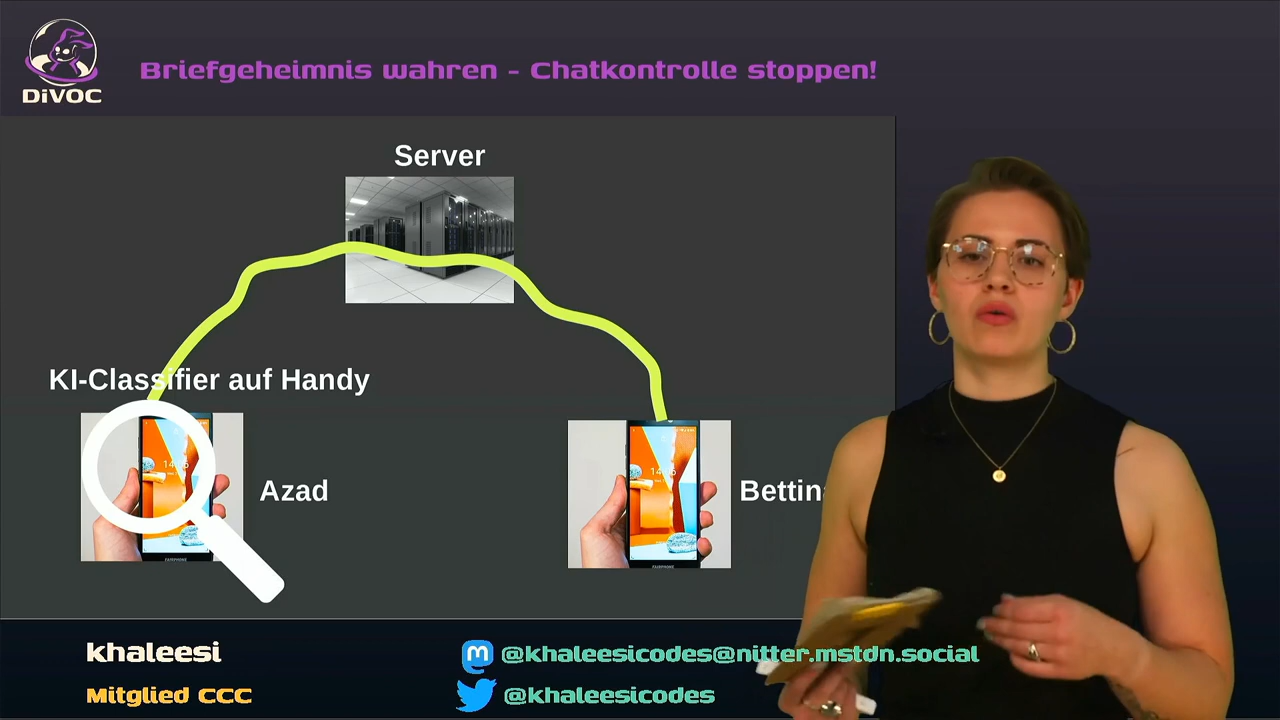 DiVOC
Briefgeheimnis wahren - Chatkontrolle stoppen!
Server
KI-Classifier auf Handy
Azad
Bettin
khaleesi
@khaleesicodes@nitter.mstdn.social
Mitglied CCC
@khaleesicodes